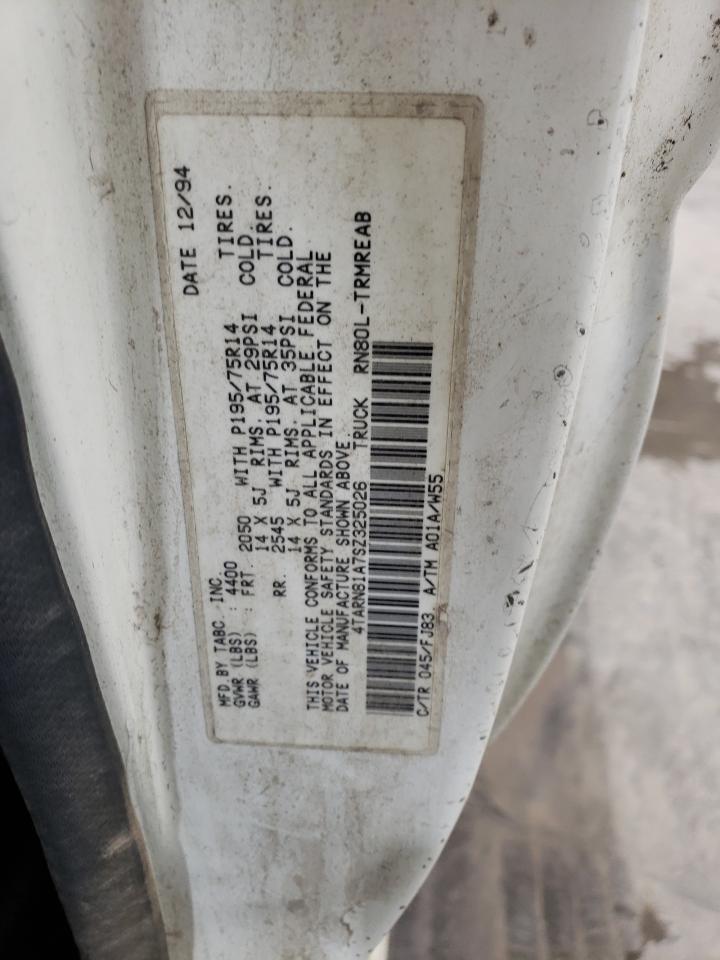 MFD. BY TABC, INC. DATE 12/94
GVWR (LBS) : 4400
GAWR (LBS) : FRT. 2050 WITH P195/75R14 TIRES.
14 X 5J RIMS. AT 29PSI COLD.
RR. 2545 WITH P195/75R14 TIRES.
14 X 5J RIMS. AT 35PSI COLD.
THIS VEHICLE CONFORMS TO ALL APPLICABLE FEDERAL
MOTOR VEHICLE SAFETY STANDARDS IN EFFECT ON THE
DATE OF MANUFACTURE SHOWN ABOVE.
4TARN81A7SZ325026 TRUCK RN80L-TRMREAB
C/TR 045/FJ83 A/TM A01A/W55